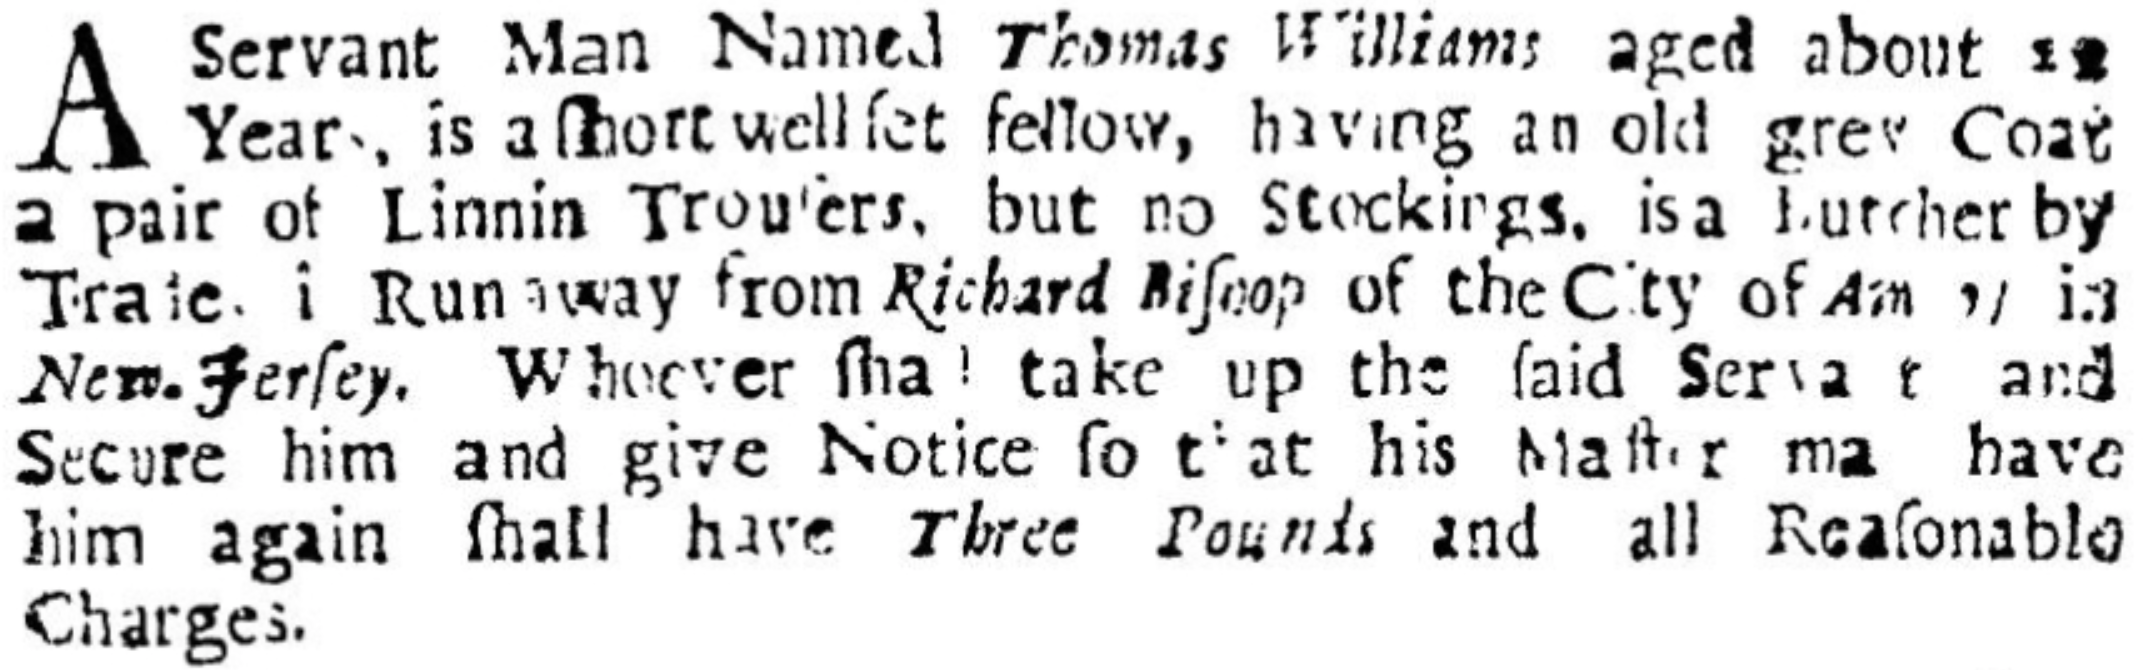 A Servant Man Named Thomas Williams aged about
Years, is a ſhort well ſet fellow, having an old grey Coat
a pair of Linnin Trouſers, but no Stockings, is a Butcher by
Trade. Run away from Richard Biſhop of the City of in
New-Jerſey. Whoever ſhall take up the ſaid Servant and
Secure him and give Notice ſo that his Maſter may have
him again ſhall have Three Pounds and all Reaſonable
Charges.